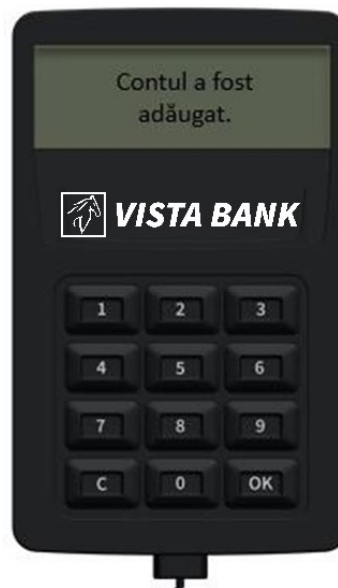 Contul a fost
adăugat.
VISTA BANK
1 2 3
4 5 6
7 8 9
C 0 OK